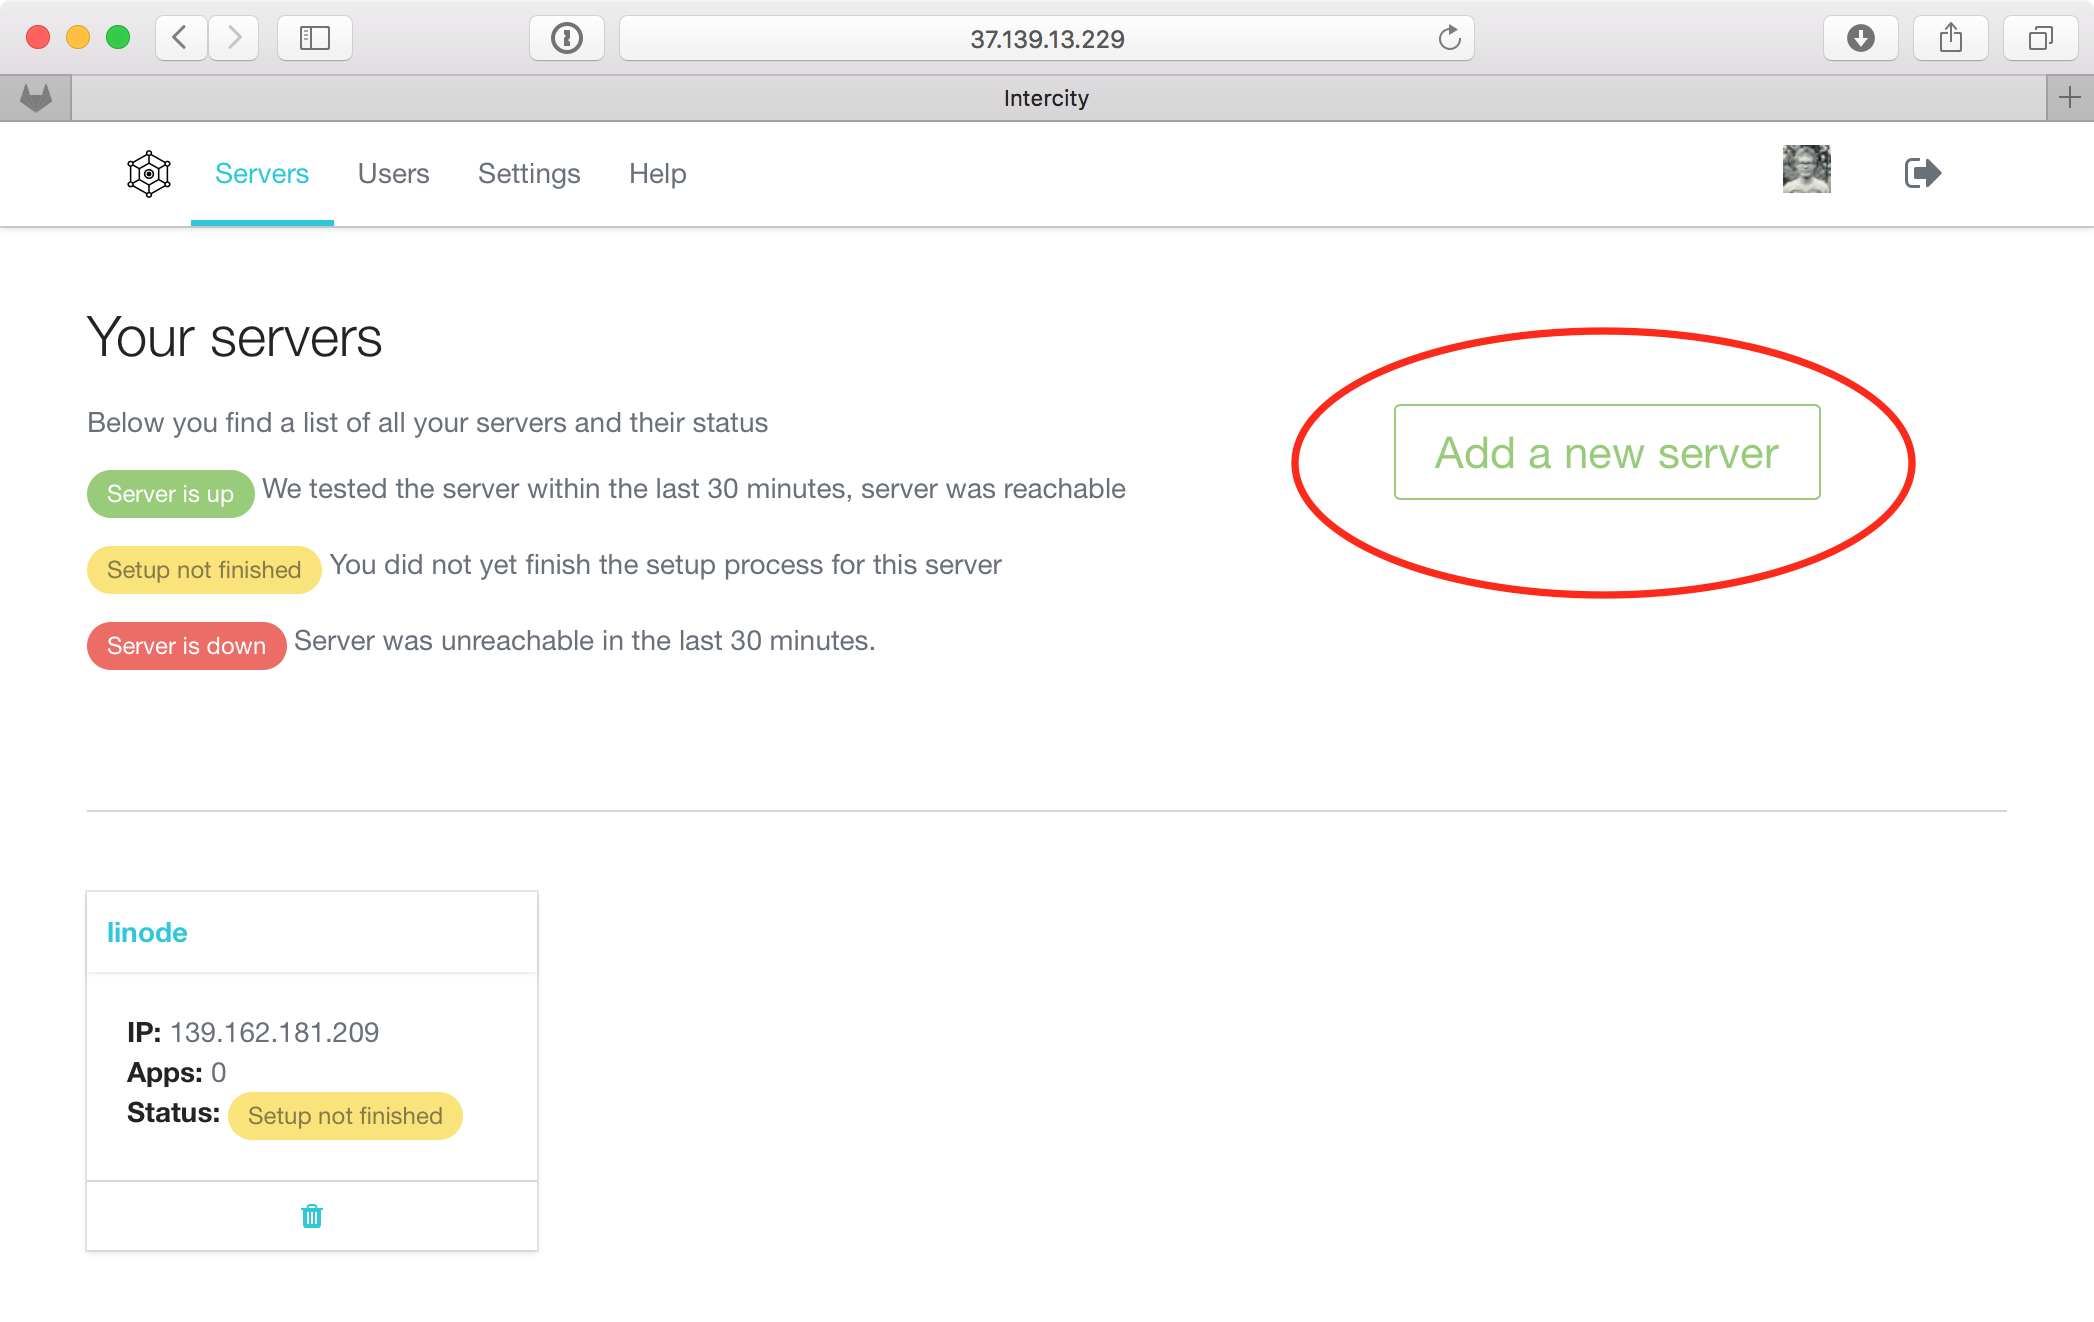 37.139.13.229
Intercity
Servers Users Settings Help
Your servers
Below you find a list of all your servers and their status
Add a new server
Server is up We tested the server within the last 30 minutes, server was reachable
Setup not finished You did not yet finish the setup process for this server
Server is down Server was unreachable in the last 30 minutes.
linode
IP: 139.162.181.209
Apps: 0
Status: Setup not finished